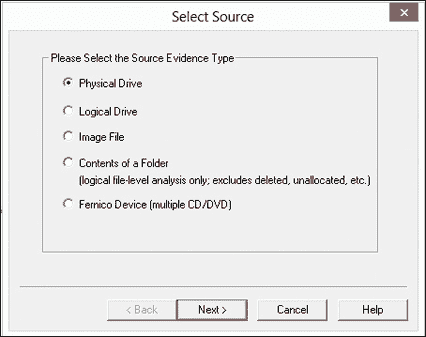 Select Source
Please Select the Source Evidence Type
Physical Drive
Logical Drive
Image File
Contents of a Folder
(logical file-level analysis only; excludes deleted, unallocated, etc.)
Fernico Device (multiple CD/DVD)
< Back
Next >
Cancel
Help